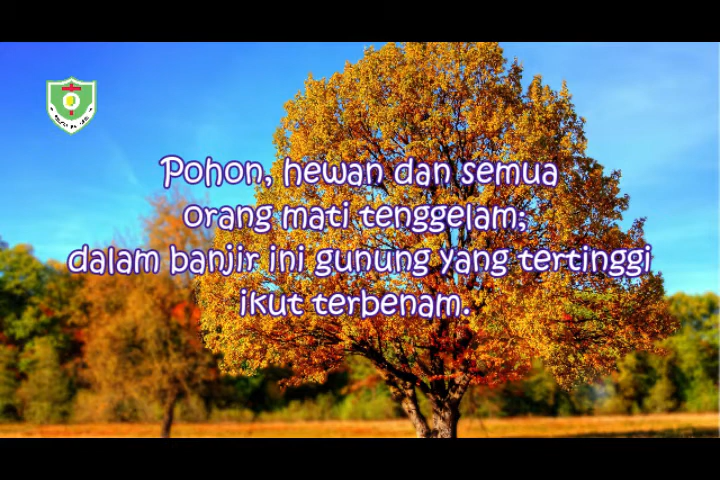 Pohon, hewan dan semua
orang mati tenggelam;
dalam banjir ini gunung yang tertinggi
ikut terbenam.